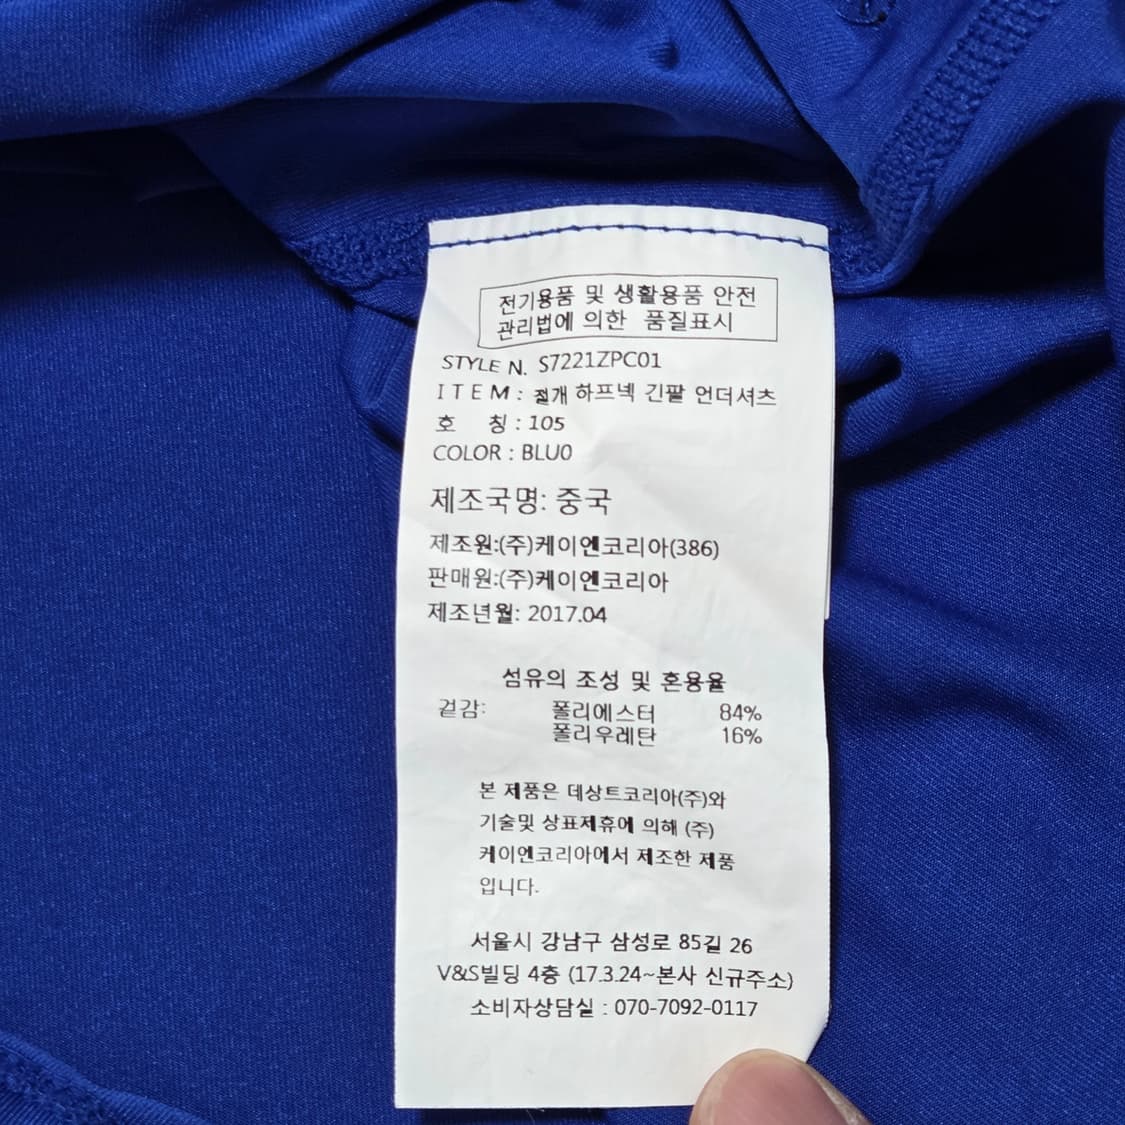 전기용품 및 생활용품 안전
관리법에 의한 품질표시
STYLE N. S7221ZPC01
ITEM : 절개 하프넥 긴팔 언더셔츠
호 칭 : 105
COLOR : BLU0
제조국명: 중국
제조원:(주)케이엔코리아(386)
판매원:(주)케이엔코리아
제조년월: 2017.04
섬유의 조성 및 혼용율
겉감: 폴리에스터 84%
폴리우레탄 16%
본 제품은 데상트코리아(주)와
기술및 상표제휴에 의해 (주)
케이엔코리아에서 제조한 제품
입니다.
서울시 강남구 삼성로 85길 26
V&S빌딩 4층 (17.3.24~본사 신규주소)
소비자상담실 : 070-7092-0117